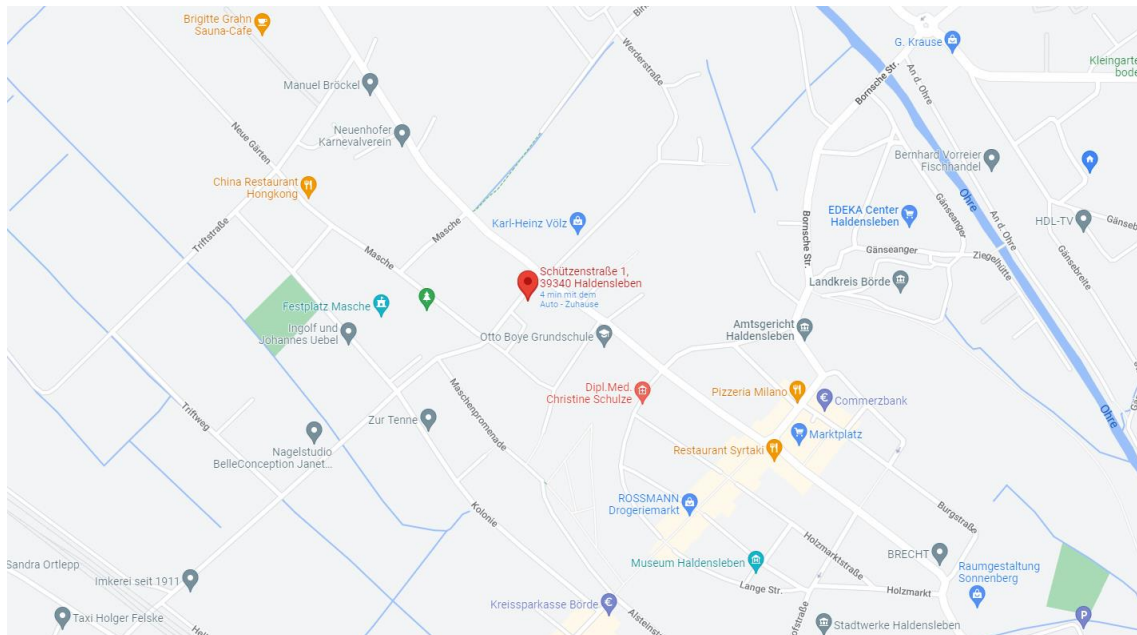 Brigitte Grahn
Sauna-Cafe
Manuel Bröckel
Neuenhofer
Karnevalverein
Neue Gärten
China Restaurant
Hongkong
Werderstraße
Bornsche Str.
G. Krause
An d. Ohre
Bernhard Vorreier
Fischhandel
Ohre
EDEKA Center
Haldensleben
Gänseanger
HDL-TV
An d. Ohre
Gänsebreite
Triftstraße
Masche
Masche
Karl-Heinz Völz
Bornsche Str.
Gänseanger
Ziegelhütte
Schützenstraße 1,
39340 Haldensleben
4 min mit dem
Auto - Zuhause
Landkreis Börde
Festplatz Masche
Ingolf und
Johannes Uebel
Otto Boye Grundschule
Amtsgericht
Haldensleben
Dipl.Med.
Christine Schulze
Pizzeria Milano
Commerzbank
Triftweg
Zur Tenne
Maschenpromenade
Marktplatz
Ohre
Nagelstudio
BelleConception Janet...
Restaurant Syrtaki
Kolonie
ROSSMANN
Drogeriemarkt
Burgstraße
Holzmarktstraße
BRECHT
Sandra Ortlepp
Imkerei seit 1911
Museum Haldensleben
Lange Str.
Holzmarkt
Raumgestaltung
Sonnenberg
Taxi Holger Felske
Kreissparkasse Börde
Stadtwerke Haldensleben
P